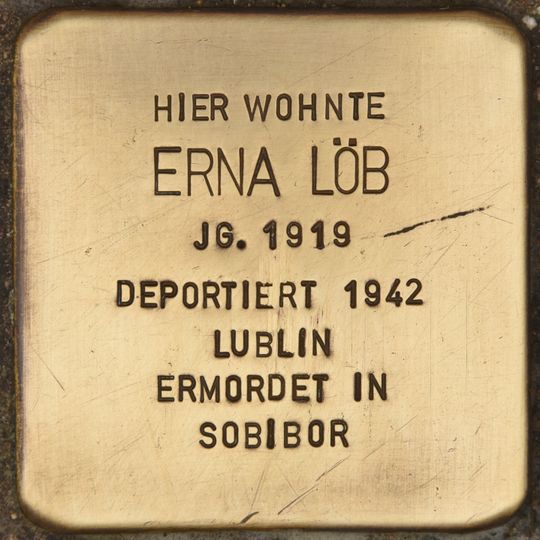 HIER WOHNTE
ERNA LÖB
JG. 1919
DEPORTIERT 1942
LUBLIN
ERMORDET IN
SOBIBOR